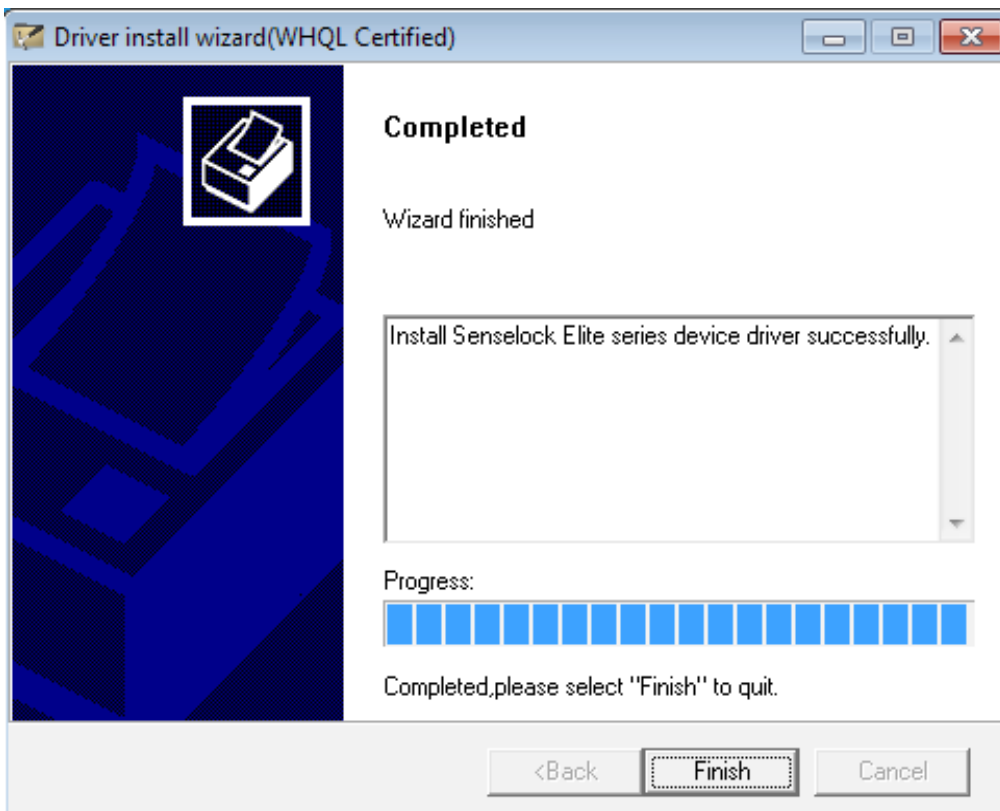 Driver install wizard(WHQL Certified)
Completed
Wizard finished
Install Senselock Elite series device driver successfully.
Progress:
Completed,please select "Finish" to quit.
<Back
Finish
Cancel